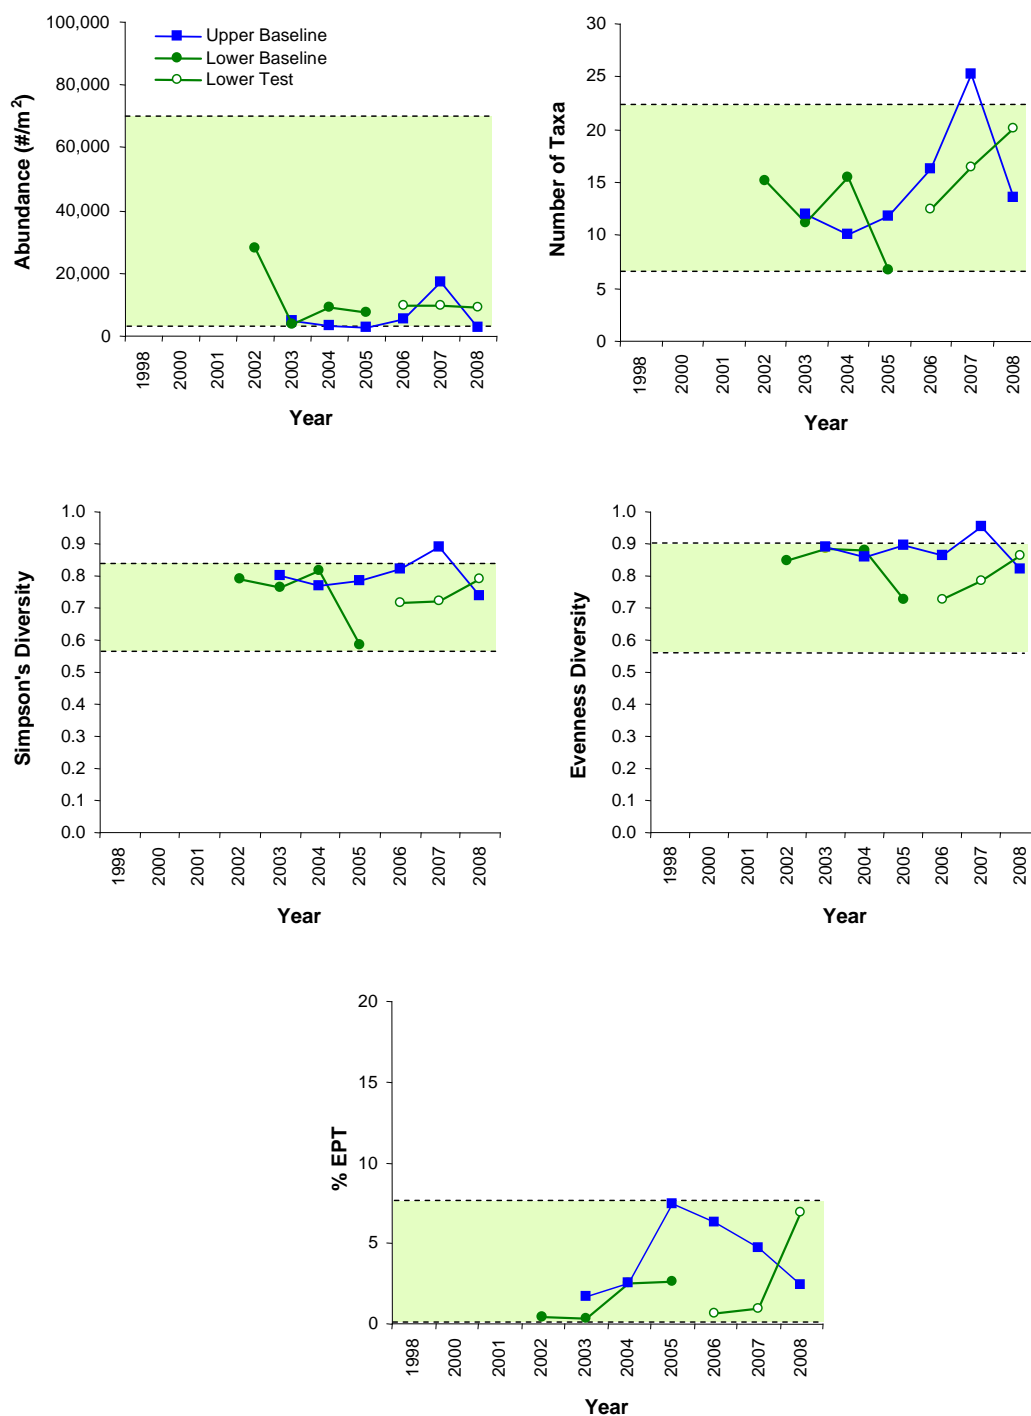 100,000
80,000
60,000
40,000
20,000
0
Abundance (#/m²)
Upper Baseline
Lower Baseline
Lower Test
1998 2000 2001 2002 2003 2004 2005 2006 2007 2008
Year
30
25
20
15
10
5
0
Number of Taxa
1998 2000 2001 2002 2003 2004 2005 2006 2007 2008
Year
1.0
0.9
0.8
0.7
0.6
0.5
0.4
0.3
0.2
0.1
0.0
Simpson's Diversity
1998 2000 2001 2002 2003 2004 2005 2006 2007 2008
Year
1.0
0.9
0.8
0.7
0.6
0.5
0.4
0.3
0.2
0.1
0.0
Evenness Diversity
1998 2000 2001 2002 2003 2004 2005 2006 2007 2008
Year
20
15
10
5
0
% EPT
1998 2000 2001 2002 2003 2004 2005 2006 2007 2008
Year